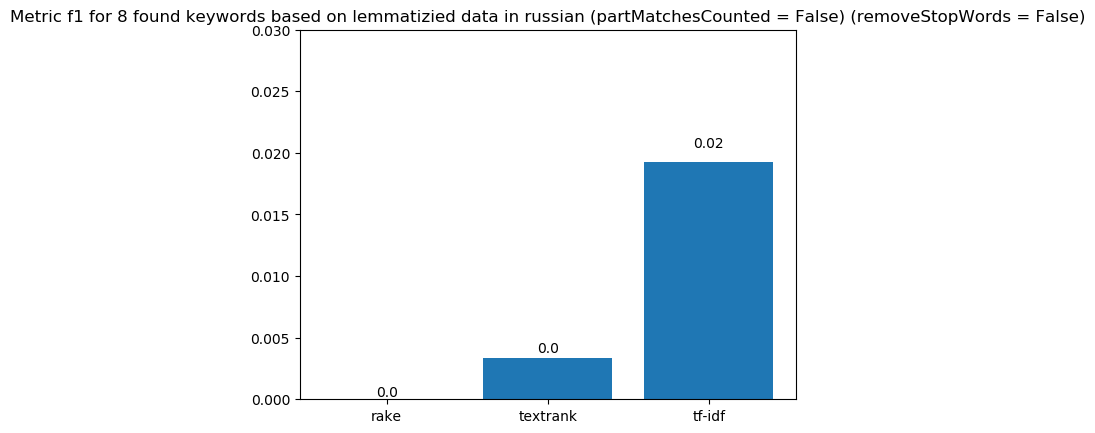 Metric f1 for 8 found keywords based on lemmatizied data in russian (partMatchesCounted = False) (removeStopWords = False)
0.030
0.025
0.020
0.015
0.010
0.005
0.000
0.02
0.0
0.0
rake
textrank
tf-idf